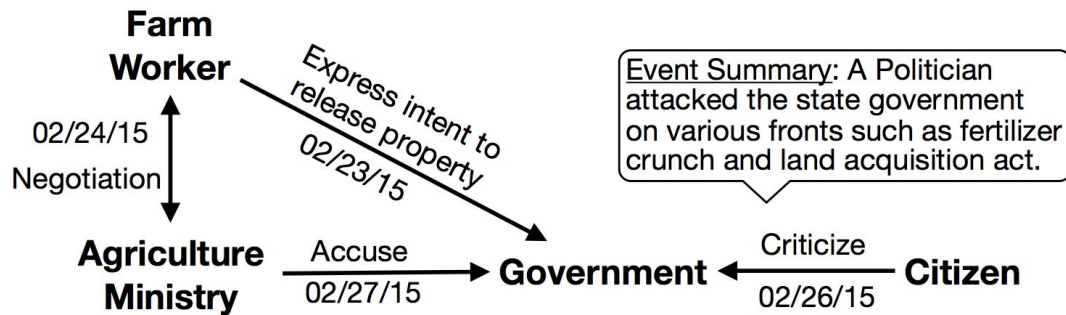 Farm
Worker
Express intent to
release property
02/23/15
02/24/15
Negotiation
Event Summary: A Politician
attacked the state government
on various fronts such as fertilizer
crunch and land acquisition act.
Agriculture
Ministry
Accuse
02/27/15
Government
Criticize
02/26/15
Citizen